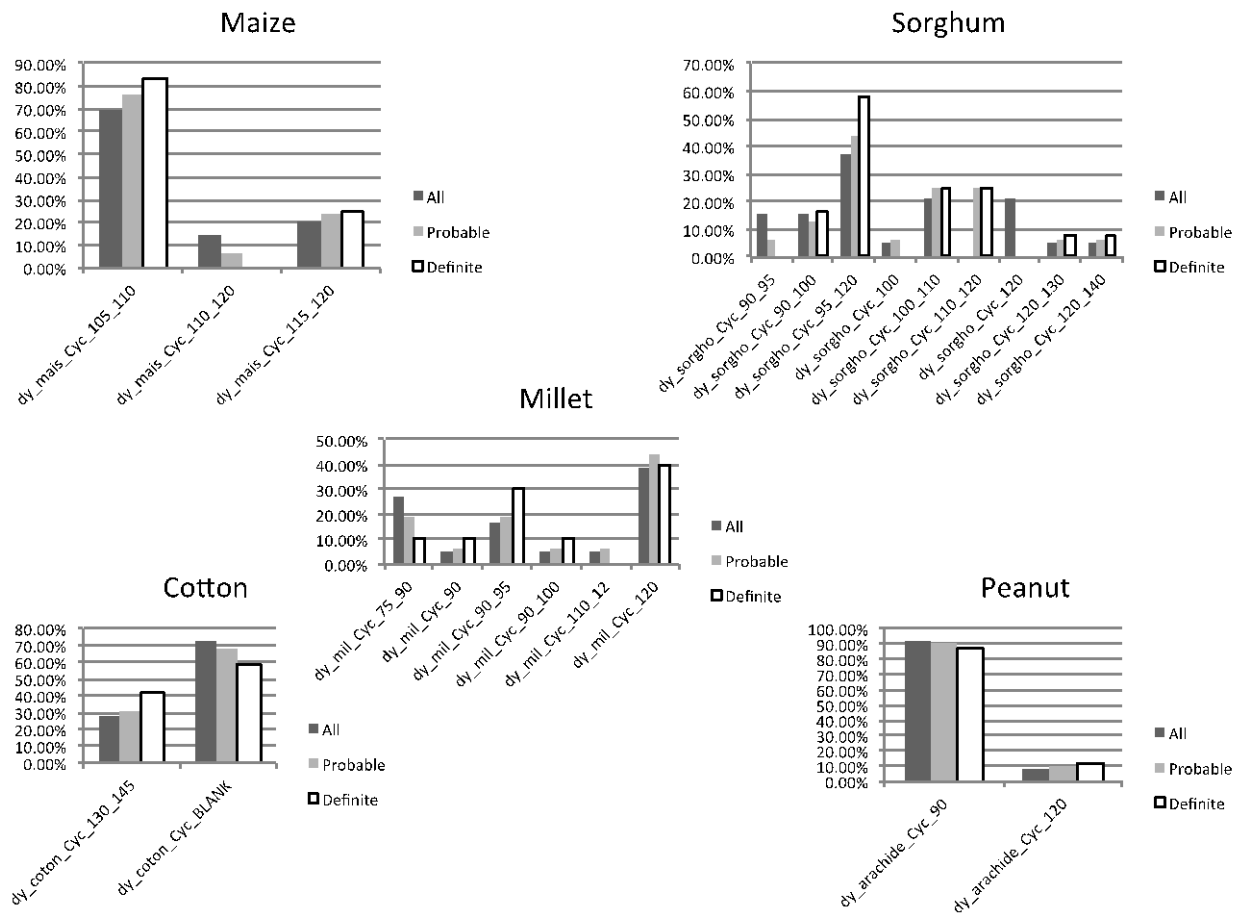 Maize
90.00%
80.00%
70.00%
60.00%
50.00%
40.00%
30.00%
20.00%
10.00%
0.00%
dy_mais_Cyc_105_110
dy_mais_Cyc_110_120
dy_mais_Cyc_115_120
All
Probable
Definite
Sorghum
70.00%
60.00%
50.00%
40.00%
30.00%
20.00%
10.00%
0.00%
dy_sorgho_Cyc_90_95
dy_sorgho_Cyc_90_100
dy_sorgho_Cyc_95_120
dy_sorgho_Cyc_100
dy_sorgho_Cyc_100_110
dy_sorgho_Cyc_110_120
dy_sorgho_Cyc_120
dy_sorgho_Cyc_120_130
dy_sorgho_Cyc_120_140
All
Probable
Definite
Millet
50.00%
40.00%
30.00%
20.00%
10.00%
0.00%
dy_mil_Cyc_75_90
dy_mil_Cyc_90
dy_mil_Cyc_90_95
dy_mil_Cyc_90_100
dy_mil_Cyc_110_12
dy_mil_Cyc_120
All
Probable
Definite
Cotton
80.00%
70.00%
60.00%
50.00%
40.00%
30.00%
20.00%
10.00%
0.00%
dy_coton_Cyc_130_145
dy_coton_Cyc_BLANK
All
Probable
Definite
Peanut
100.00%
90.00%
80.00%
70.00%
60.00%
50.00%
40.00%
30.00%
20.00%
10.00%
0.00%
dy_arachide_Cyc_90
dy_arachide_Cyc_120
All
Probable
Definite